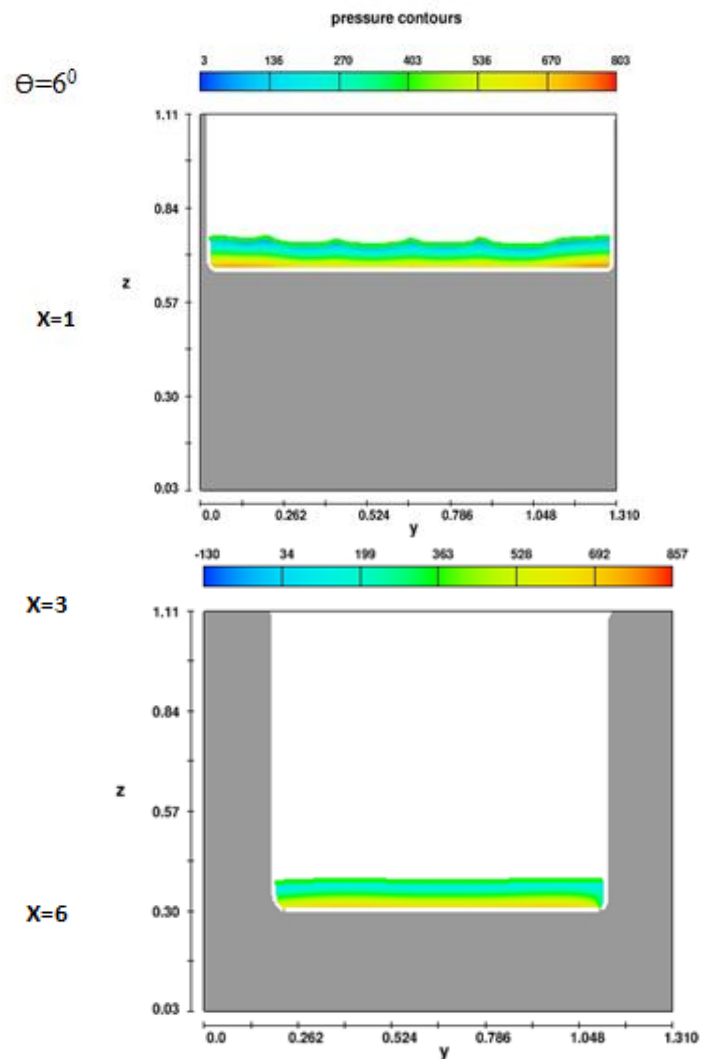 pressure contours
3 136 270 403 536 670 803
Ө=6⁰
1.11
0.84
z
X=1
0.57
0.30
0.03
0.0 0.262 0.524 0.786 1.048 1.310
y
-130 34 199 363 528 692 857
X=3
1.11
0.84
z
0.57
X=6
0.30
0.03
0.0 0.262 0.524 0.786 1.048 1.310
y